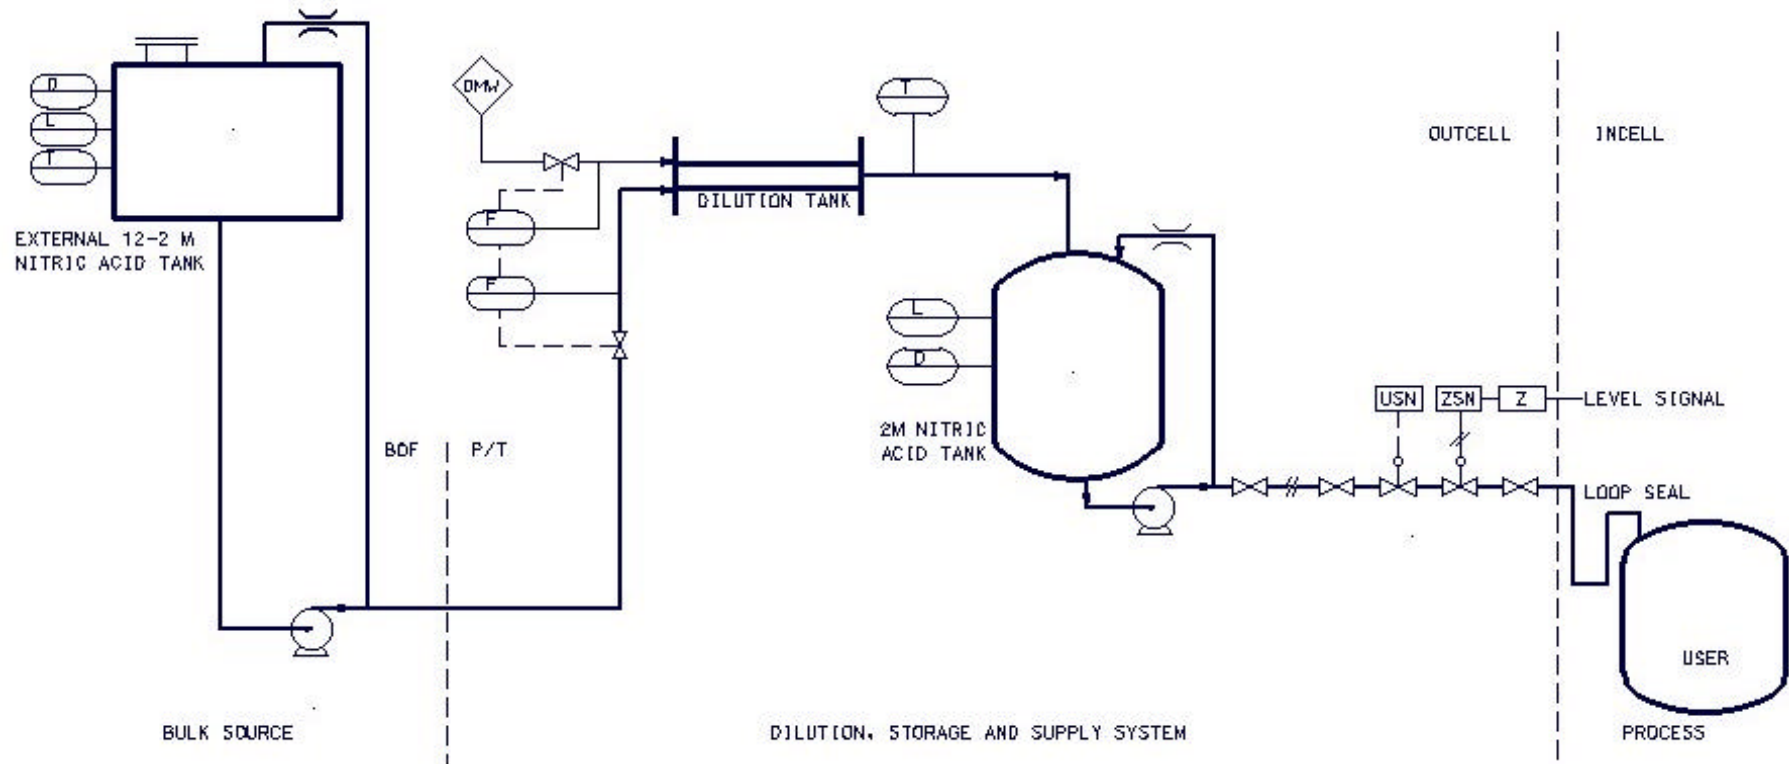 D
L
T
EXTERNAL 12-2 M
NITRIC ACID TANK
DMW
F
F
DILUTION TANK
T
OUTCELL
INCELL
L
D
2M NITRIC
ACID TANK
BOF
P/T
USN
ZSN
Z
LEVEL SIGNAL
LOOP SEAL
USER
BULK SOURCE
DILUTION, STORAGE AND SUPPLY SYSTEM
PROCESS